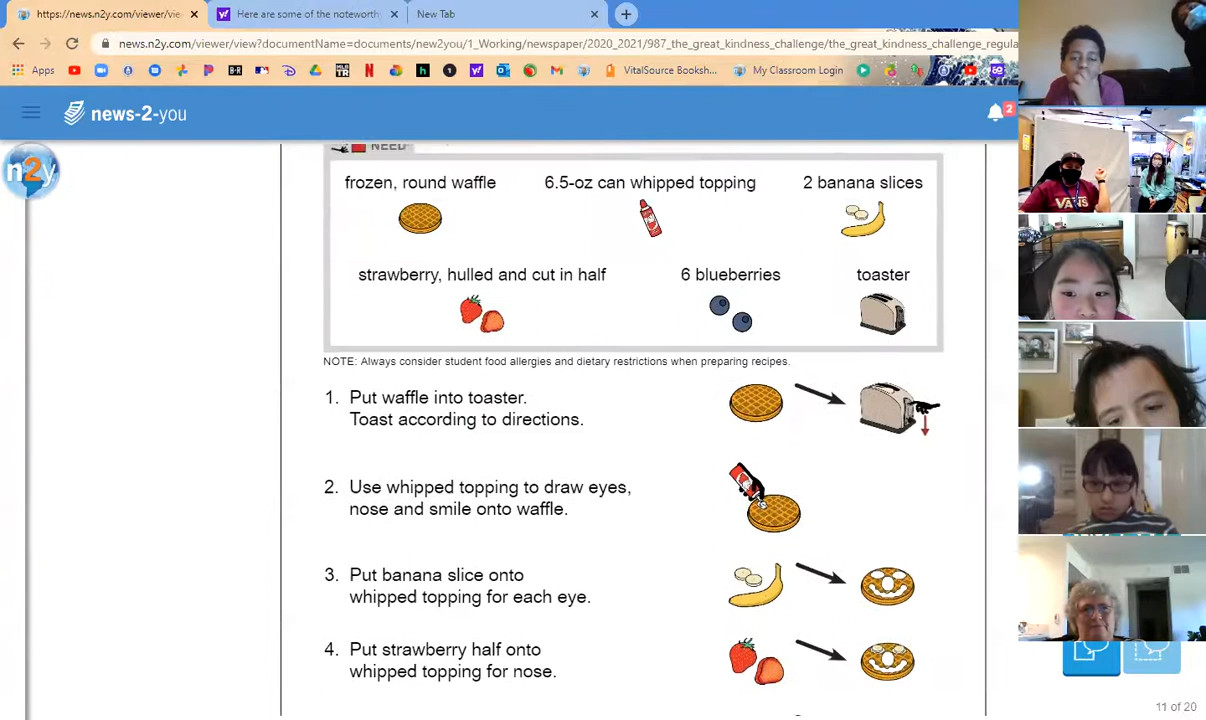 https://news.n2y.com/viewer/vie
Here are some of the noteworth
New Tab
news.n2y.com/viewer/view?documentName=documents/new2you/1_Working/newspaper/2020_2021/987_the_great_kindness_challenge/the_great_kindness_challenge_regula
Apps
VitalSource Booksh...
My Classroom Login
news-2-you
2
n2y
NEED
frozen, round waffle
6.5-oz can whipped topping
2 banana slices
strawberry, hulled and cut in half
6 blueberries
toaster
NOTE: Always consider student food allergies and dietary restrictions when preparing recipes.
1. Put waffle into toaster.
Toast according to directions.
2. Use whipped topping to draw eyes,
nose and smile onto waffle.
3. Put banana slice onto
whipped topping for each eye.
4. Put strawberry half onto
whipped topping for nose.
VANS
11 of 20